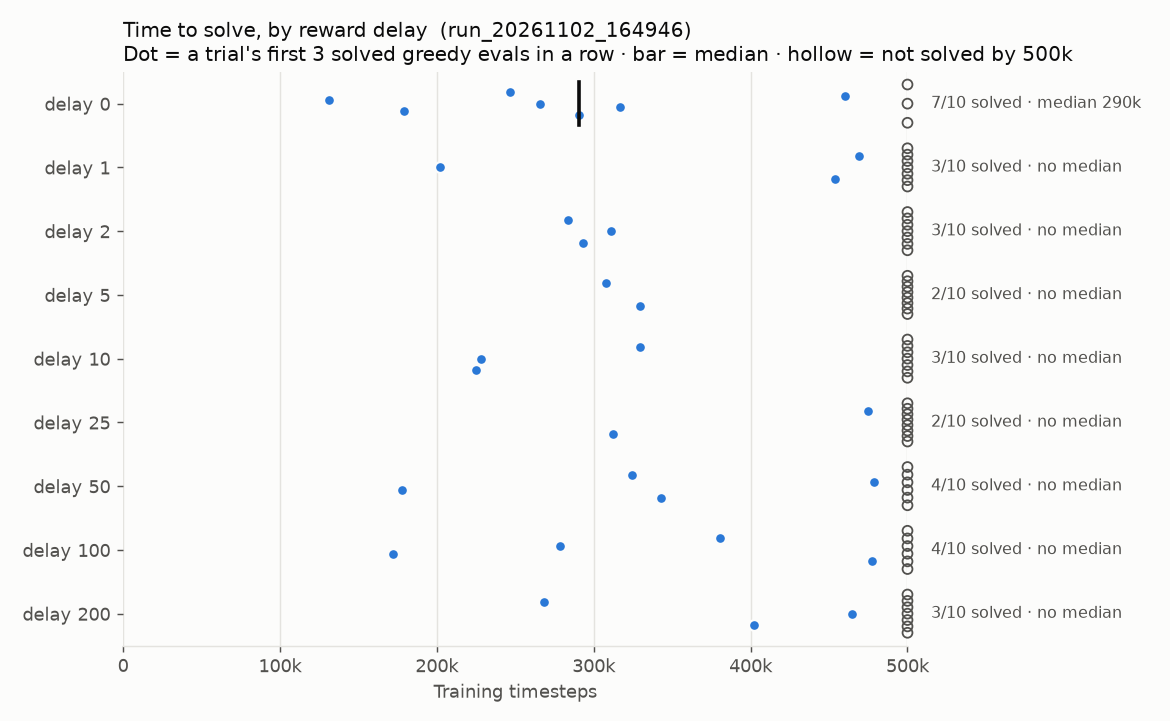 Time to solve, by reward delay  (run_20261102_164946)
Dot = a trial's first 3 solved greedy evals in a row · bar = median · hollow = not solved by 500k
delay 0
7/10 solved · median 290k
delay 1
3/10 solved · no median
delay 2
3/10 solved · no median
delay 5
2/10 solved · no median
delay 10
3/10 solved · no median
delay 25
2/10 solved · no median
delay 50
4/10 solved · no median
delay 100
4/10 solved · no median
delay 200
3/10 solved · no median
0 100k 200k 300k 400k 500k
Training timesteps